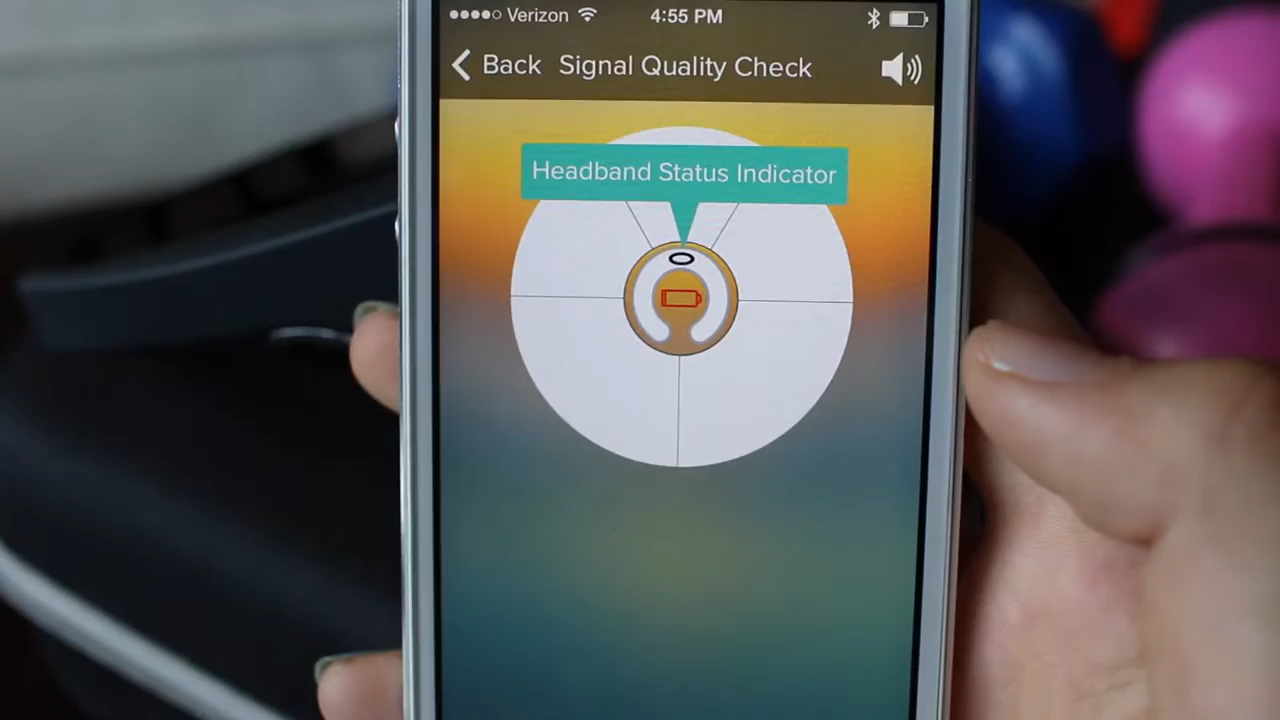 Verizon
4:55 PM
Back
Signal Quality Check
Headband Status Indicator